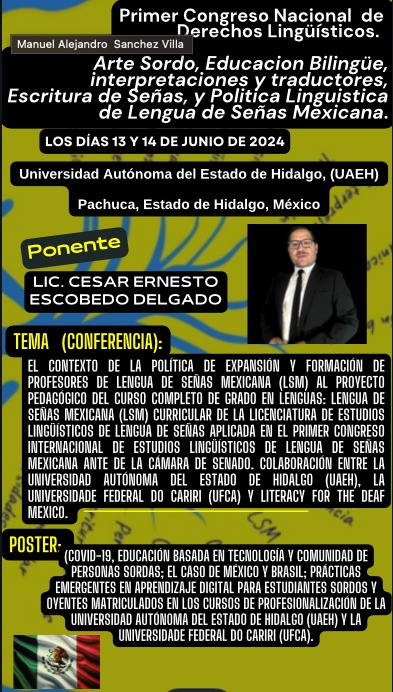 Primer Congreso Nacional de
Derechos Lingüísticos.
Manuel Alejandro Sanchez Villa
Arte Sordo, Educacion Bilingüe,
interpretaciones y traductores,
Escritura de Señas, y Politica Linguistica
de Lengua de Señas Mexicana.
LOS DÍAS 13 Y 14 DE JUNIO DE 2024
Universidad Autónoma del Estado de Hidalgo, (UAEH)
Pachuca, Estado de Hidalgo, México
Ponente
LIC. CESAR ERNESTO
ESCOBEDO DELGADO
TEMA (CONFERENCIA):
EL CONTEXTO DE LA POLÍTICA DE EXPANSIÓN Y FORMACIÓN DE
PROFESORES DE LENGUA DE SEÑAS MEXICANA (LSM) AL PROYECTO
PEDAGÓGICO DEL CURSO COMPLETO DE GRADO EN LENGUAS: LENGUA DE
SEÑAS MEXICANA (LSM) CURRICULAR DE LA LICENCIATURA DE ESTUDIOS
LINGÜÍSTICOS DE LENGUA DE SEÑAS APLICADA EN EL PRIMER CONGRESO
INTERNACIONAL DE ESTUDIOS LINGÜÍSTICOS DE LENGUA DE SEÑAS
MEXICANA ANTE DE LA CÁMARA DE SENADO. COLABORACIÓN ENTRE LA
UNIVERSIDAD AUTÓNOMA DEL ESTADO DE HIDALGO (UAEH), LA
UNIVERSIDADE FEDERAL DO CARIRI (UFCA) Y LITERACY FOR THE DEAF
MEXICO.
LSM
POSTER:
(COVID-19, EDUCACIÓN BASADA EN TECNOLOGÍA Y COMUNIDAD DE
PERSONAS SORDAS; EL CASO DE MÉXICO Y BRASIL; PRÁCTICAS
EMERGENTES EN APRENDIZAJE DIGITAL PARA ESTUDIANTES SORDOS Y
OYENTES MATRICULADOS EN LOS CURSOS DE PROFESIONALIZACIÓN DE LA
UNIVERSIDAD AUTÓNOMA DEL ESTADO DE HIDALGO (UAEH) Y LA
UNIVERSIDADE FEDERAL DO CARIRI (UFCA).